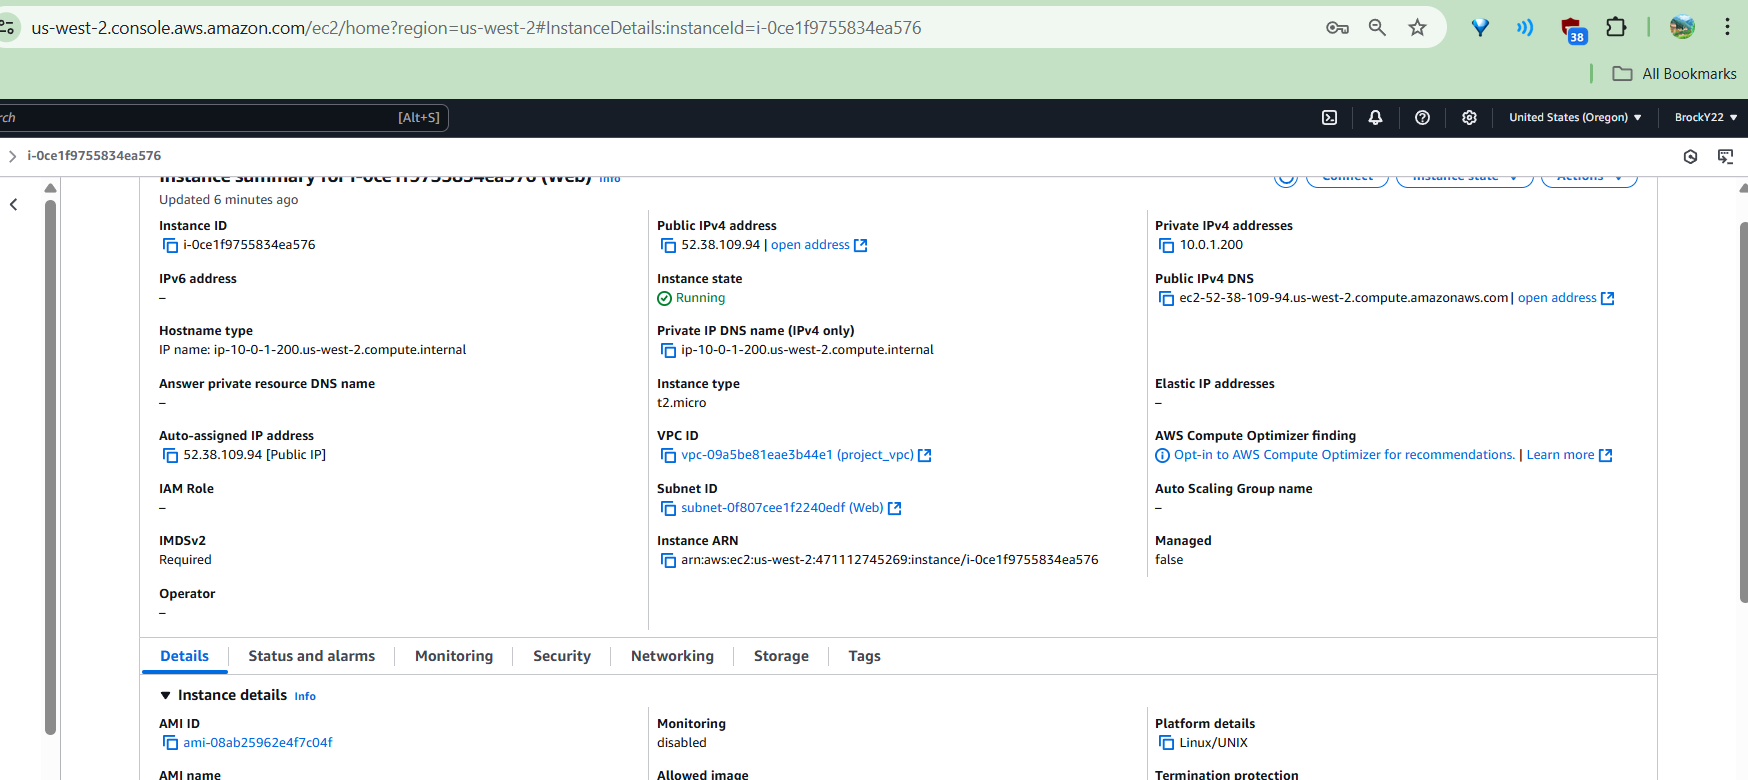 us-west-2.console.aws.amazon.com/ec2/home?region=us-west-2#InstanceDetails:instanceId=i-0ce1f9755834ea576
38
All Bookmarks
rch
[Alt+S]
United States (Oregon)
BrockY22
i-0ce1f9755834ea576
Instance summary for i-0ce1f9755834ea576 (Web) Info
Connect
Instance state
Actions
Updated 6 minutes ago
Instance ID
i-0ce1f9755834ea576
Public IPv4 address
52.38.109.94 | open address
Private IPv4 addresses
10.0.1.200
IPv6 address
–
Instance state
Running
Public IPv4 DNS
ec2-52-38-109-94.us-west-2.compute.amazonaws.com | open address
Hostname type
IP name: ip-10-0-1-200.us-west-2.compute.internal
Private IP DNS name (IPv4 only)
ip-10-0-1-200.us-west-2.compute.internal
Answer private resource DNS name
–
Instance type
t2.micro
Elastic IP addresses
–
Auto-assigned IP address
52.38.109.94 [Public IP]
VPC ID
vpc-09a5be81eae3b44e1 (project_vpc)
AWS Compute Optimizer finding
Opt-in to AWS Compute Optimizer for recommendations. | Learn more
IAM Role
–
Subnet ID
subnet-0f807cee1f2240edf (Web)
Auto Scaling Group name
–
IMDSv2
Required
Instance ARN
arn:aws:ec2:us-west-2:471112745269:instance/i-0ce1f9755834ea576
Managed
false
Operator
–
Details
Status and alarms
Monitoring
Security
Networking
Storage
Tags
Instance details Info
AMI ID
ami-08ab25962e4f7c04f
Monitoring
disabled
Platform details
Linux/UNIX
AMI name
Allowed image
Termination protection